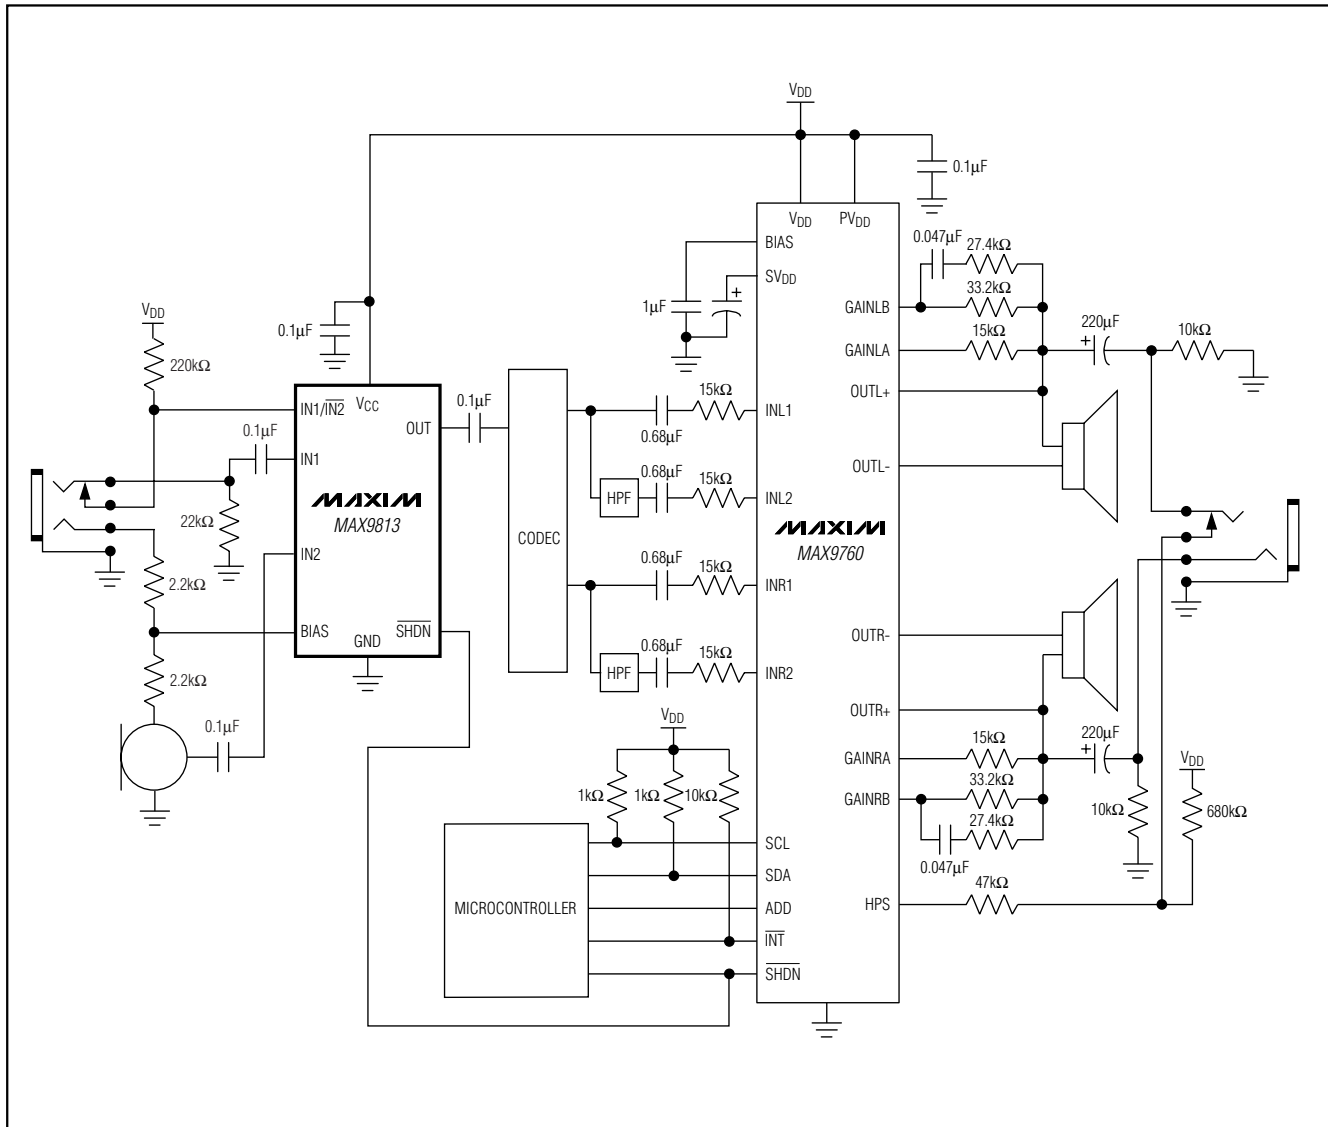 VDD
0.1µF
VDD
PVDD
BIAS
SVDD
1µF
+
0.047µF
27.4kΩ
33.2kΩ
GAINLB
15kΩ
GAINLA
220µF
+
10kΩ
OUTL+
OUTL-
VDD
220kΩ
0.1µF
VCC
IN1/IN2
OUT
0.1µF
0.1µF
IN1
MAXIM
MAX9813
22kΩ
IN2
2.2kΩ
BIAS
GND
SHDN
2.2kΩ
0.1µF
CODEC
15kΩ
0.68µF
INL1
0.68µF
15kΩ
HPF
INL2
MAXIM
MAX9760
0.68µF
15kΩ
INR1
0.68µF
15kΩ
HPF
INR2
OUTR-
OUTR+
15kΩ
GAINRA
220µF
+
33.2kΩ
GAINRB
27.4kΩ
0.047µF
10kΩ
VDD
680kΩ
47kΩ
HPS
VDD
1kΩ
1kΩ
10kΩ
SCL
SDA
MICROCONTROLLER
ADD
INT
SHDN